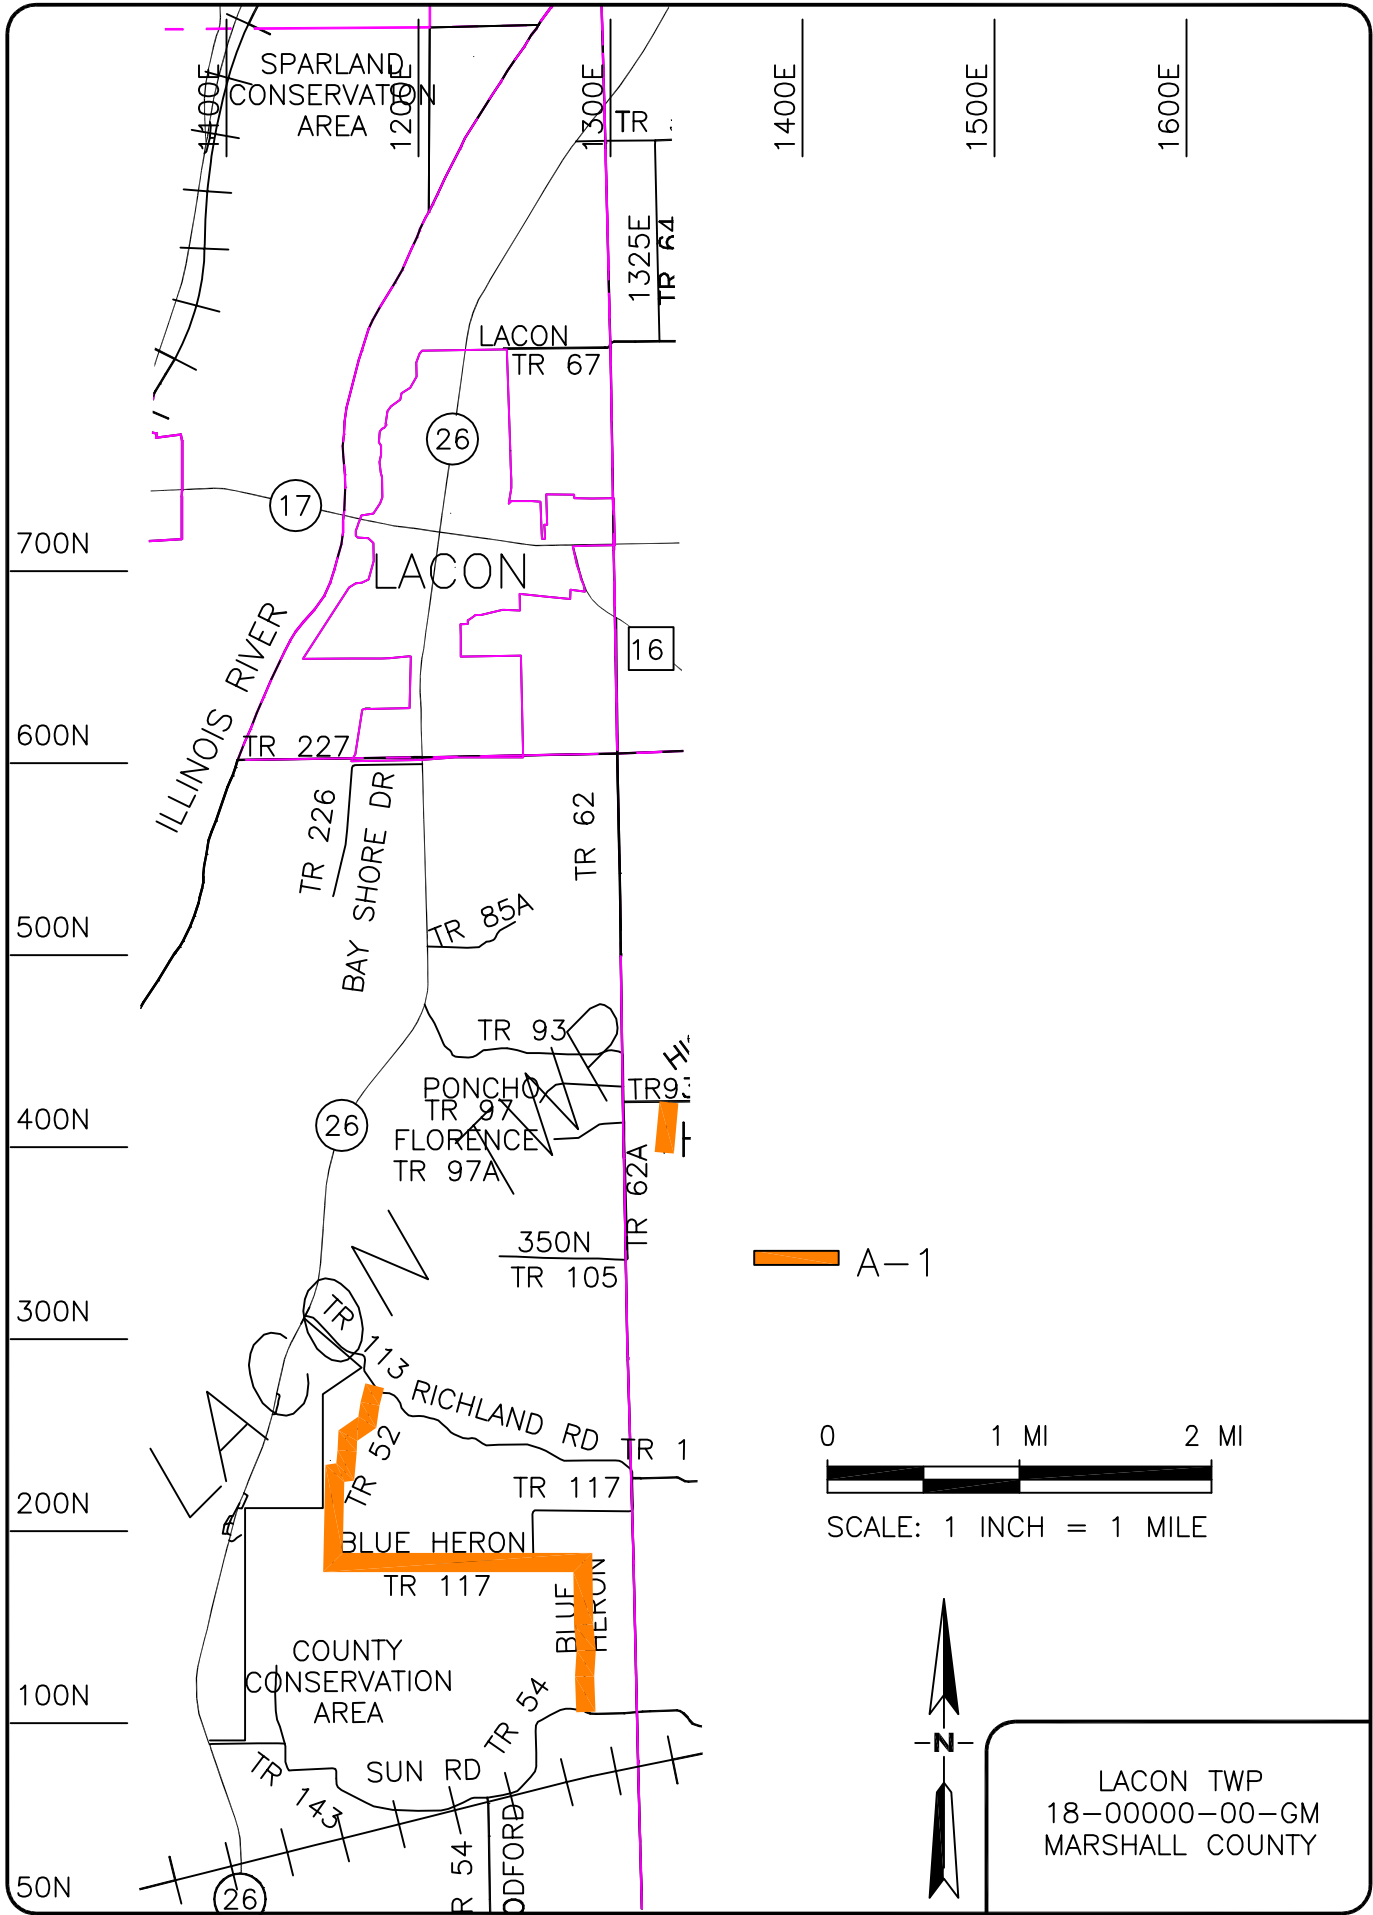 SPARLAND
CONSERVATION
AREA
1100E
1200E
1300E
1400E
1500E
1600E
TR
1325E
TR 64
LACON
TR 67
26
17
LACON
700N
ILLINOIS RIVER
16
600N
TR 227
TR 226
BAY SHORE DR
TR 62
TR 85A
500N
TR 93
PONCHO
TR 97
FLORENCE
TR 97A
TR93
400N
26
TR 62A
350N
TR 105
A-1
300N
LACON TWP
TR 113 RICHLAND RD
TR 1
TR 52
TR 117
200N
BLUE HERON
TR 117
BLUE
HERON
0 1 MI 2 MI
SCALE: 1 INCH = 1 MILE
COUNTY
CONSERVATION
AREA
100N
TR 54
SUN RD
TR 143
50N
26
R 54
ODFORD
-N-
LACON TWP
18-00000-00-GM
MARSHALL COUNTY